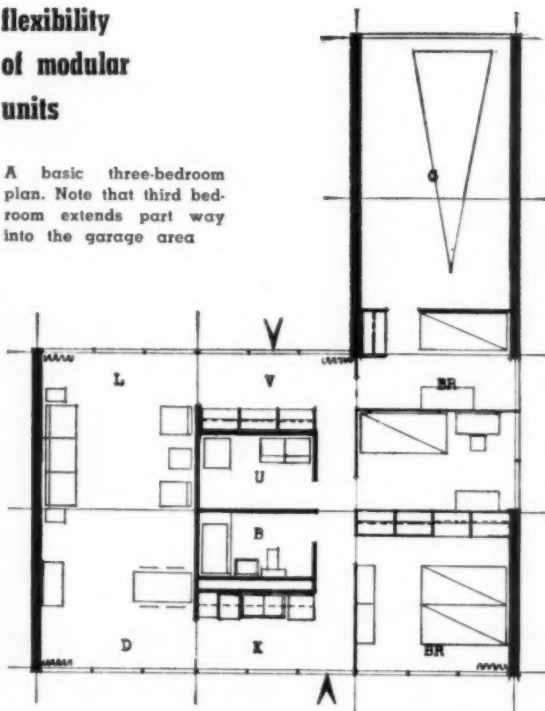 flexibility
of modular
units
A basic three-bedroom
plan. Note that third bed-
room extends part way
into the garage area
G
L
V
BR
U
B
D
K
BR